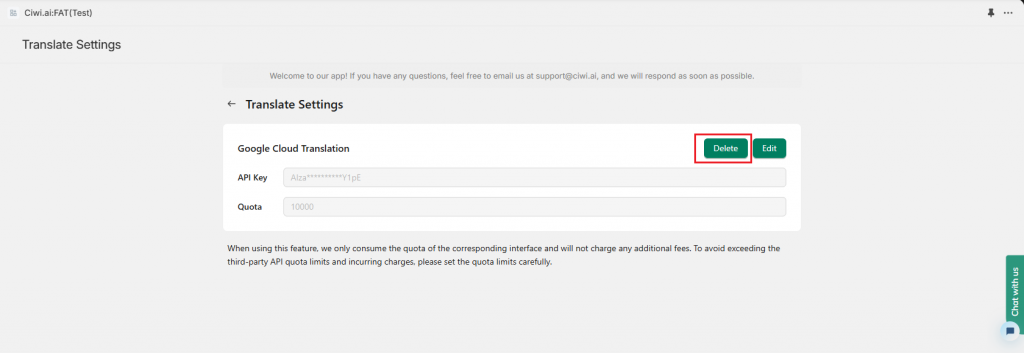 Ciwi.ai:FAT(Test)
Translate Settings
Welcome to our app! If you have any questions, feel free to email us at support@ciwi.ai, and we will respond as soon as possible.
← Translate Settings
Google Cloud Translation
Delete
Edit
API Key
AIza**********Y1pE
Quota
10000
When using this feature, we only consume the quota of the corresponding interface and will not charge any additional fees. To avoid exceeding the
third-party API quota limits and incurring charges, please set the quota limits carefully.
Chat with us